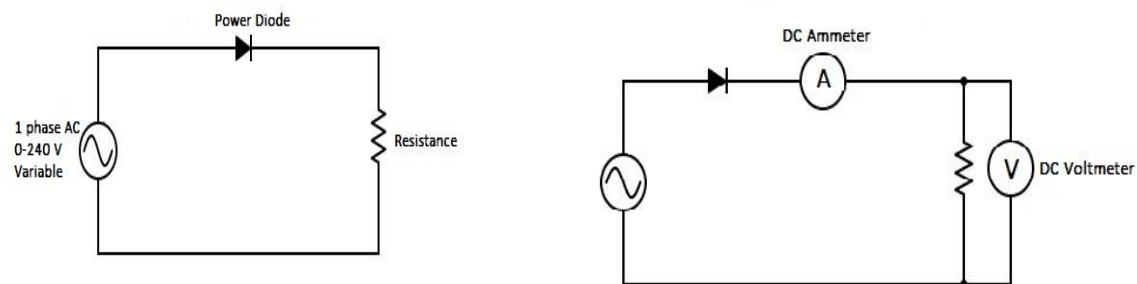 Power Diode
1 phase AC
0-240 V
Variable
Resistance
DC Ammeter
A
V
DC Voltmeter